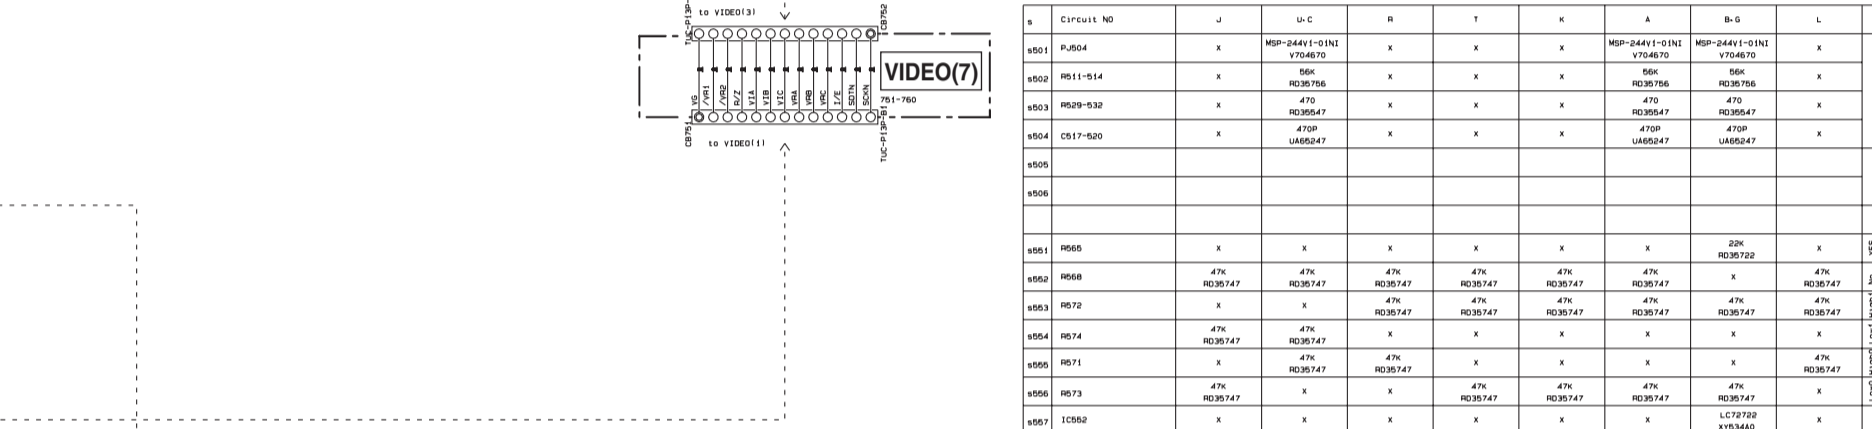 to VIDEO(3)
CB752
VIDEO(7)
VG /VR1 /VR2 R/Z VIA VIB VIC VRA VRB VRC I/E SDTN SCKN
751-760
CB751
TUC-P13P-B1
to VIDEO(1)
s Circuit NO J U.C R T K A B.G L
s501 PJ504 x MSP-244V1-01NI V704670 x x x MSP-244V1-01NI V704670 MSP-244V1-01NI V704670 x
s502 R511-514 x 56K RD35756 x x x 56K RD35756 56K RD35756 x
s503 R529-532 x 470 RD35547 x x x 470 RD35547 470 RD35547 x
s504 C517-520 x 470P UA65247 x x x 470P UA65247 470P UA65247 x
s505
s506
s551 R565 x x x x x x 22K RD35722 x
s552 R568 47K RD35747 47K RD35747 47K RD35747 47K RD35747 47K RD35747 47K RD35747 x 47K RD35747
s553 R572 x x 47K RD35747 47K RD35747 47K RD35747 47K RD35747 47K RD35747 47K RD35747
s554 R574 47K RD35747 47K RD35747 x x x x x x
s555 R571 x 47K RD35747 47K RD35747 x x x x 47K RD35747
s556 R573 47K RD35747 x x 47K RD35747 47K RD35747 47K RD35747 47K RD35747 x
s557 IC552 x x x x x x LC72722 XY534A0 x